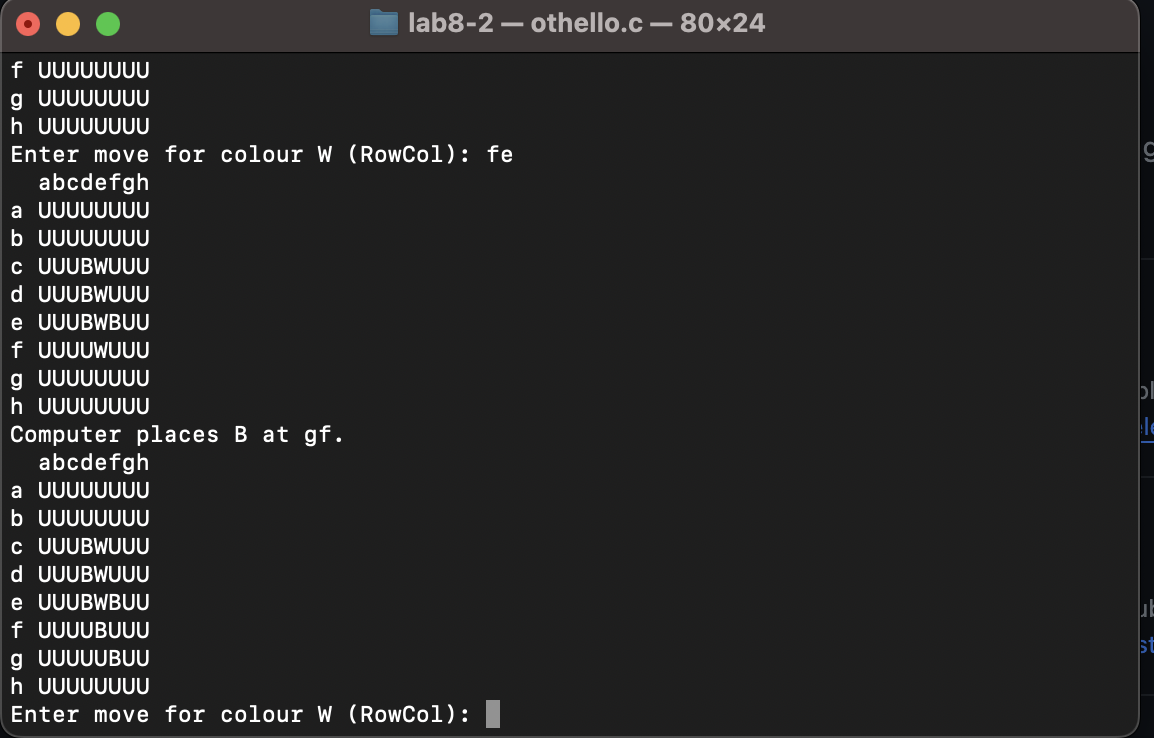 lab8-2 — othello.c — 80×24
f UUUUUUUU
g UUUUUUUU
h UUUUUUUU
Enter move for colour W (RowCol): fe
  abcdefgh
a UUUUUUUU
b UUUUUUUU
c UUUBWUUU
d UUUBWUUU
e UUUBWBUU
f UUUUWUUU
g UUUUUUUU
h UUUUUUUU
Computer places B at gf.
  abcdefgh
a UUUUUUUU
b UUUUUUUU
c UUUBWUUU
d UUUBWUUU
e UUUBWBUU
f UUUUBUUU
g UUUUUBUU
h UUUUUUUU
Enter move for colour W (RowCol):